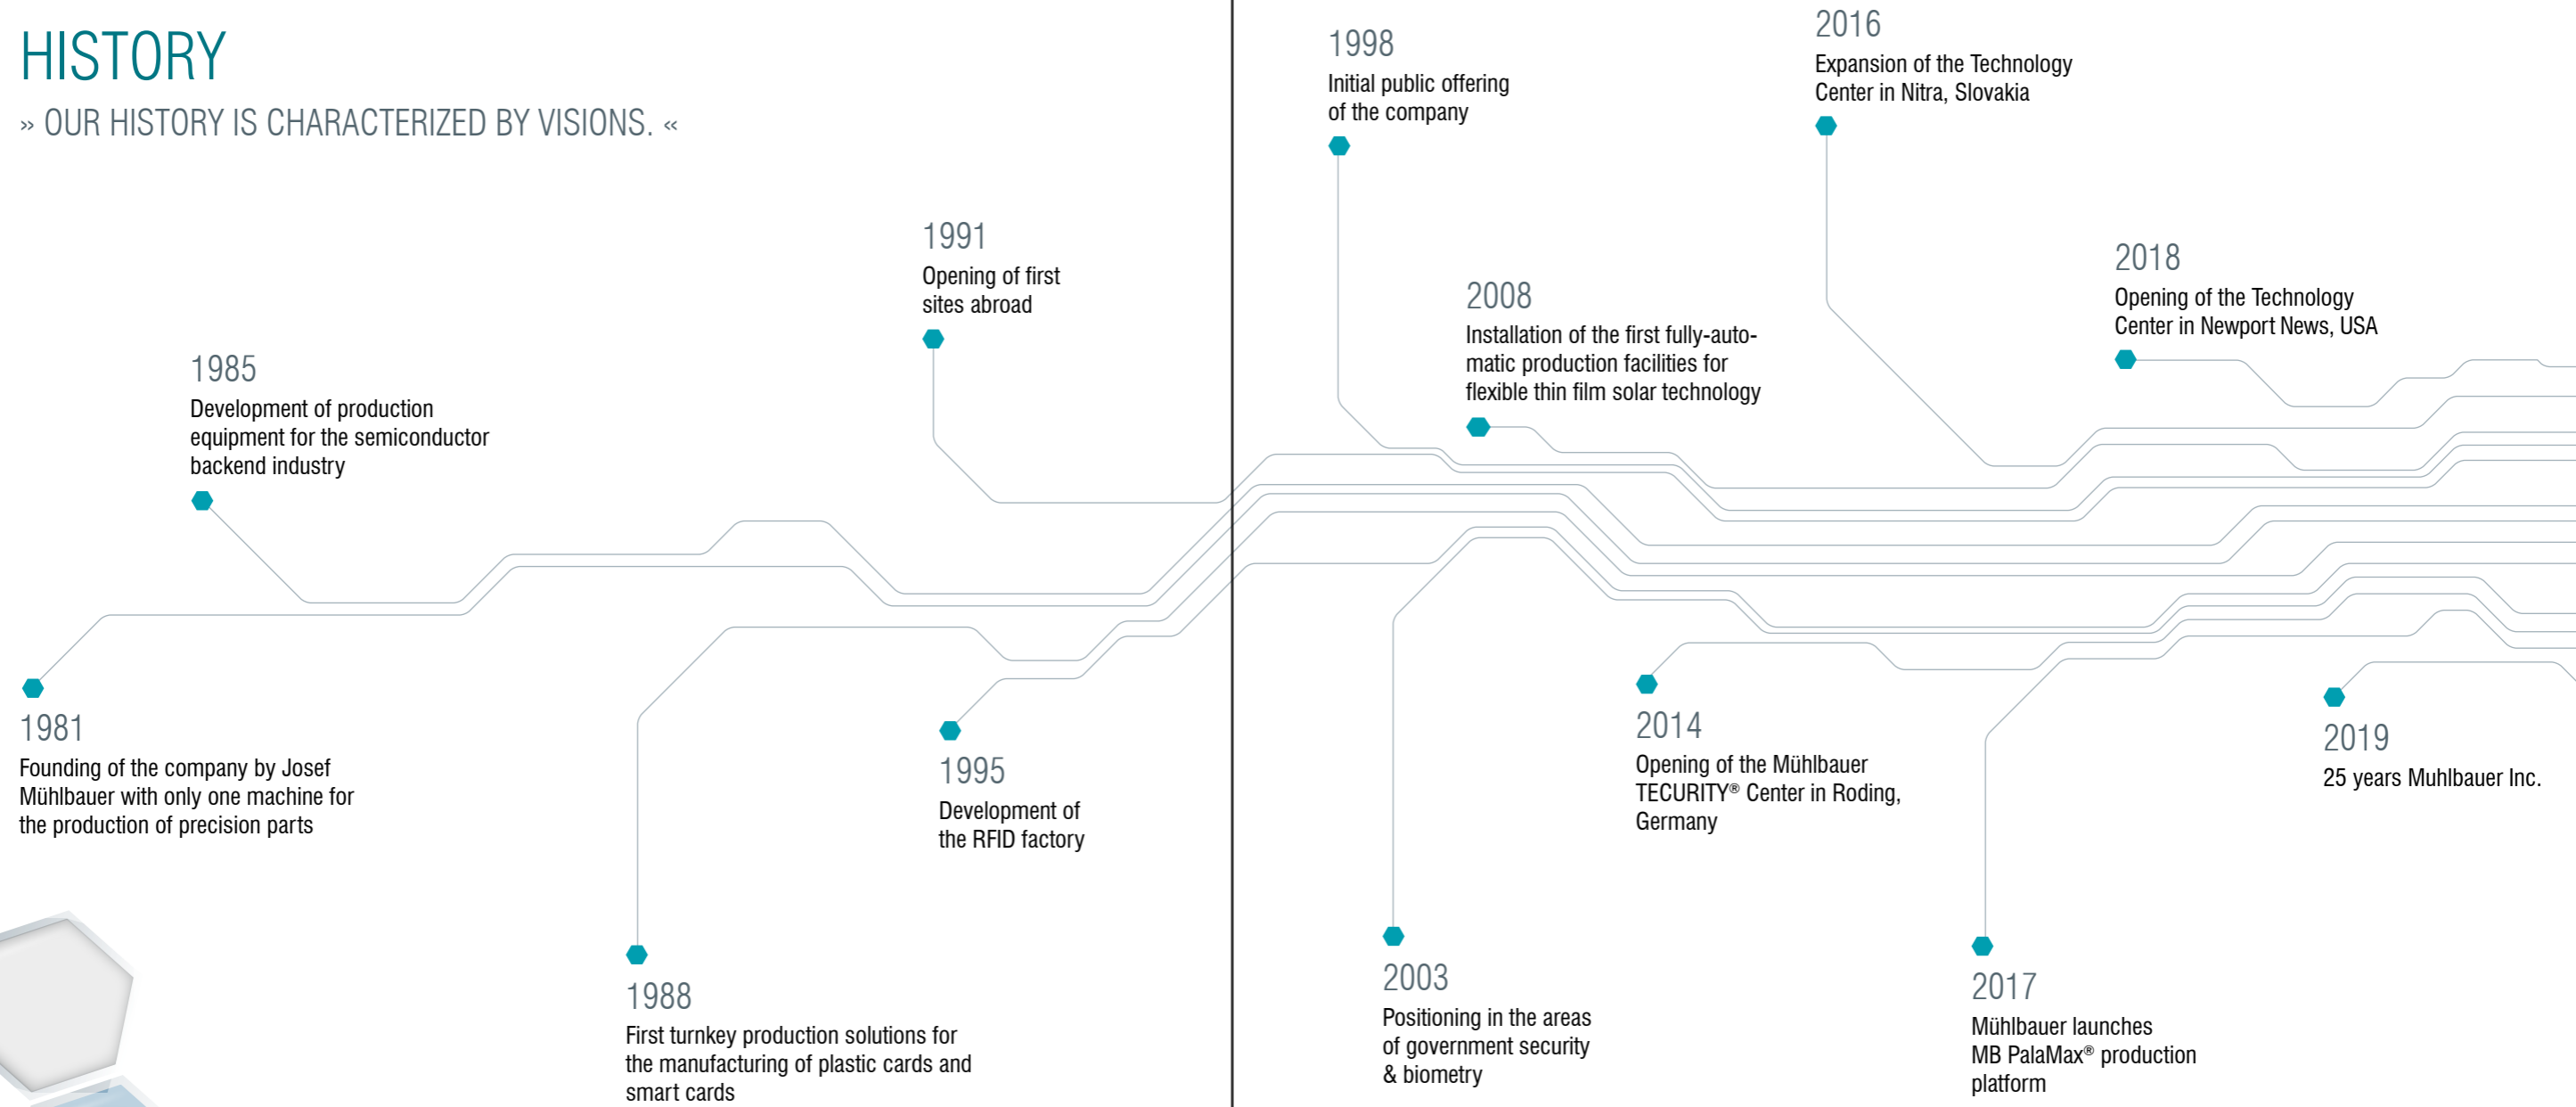 HISTORY
» OUR HISTORY IS CHARACTERIZED BY VISIONS. «
1981
Founding of the company by Josef
Mühlbauer with only one machine for
the production of precision parts
1985
Development of production
equipment for the semiconductor
backend industry
1988
First turnkey production solutions for
the manufacturing of plastic cards and
smart cards
1991
Opening of first
sites abroad
1995
Development of
the RFID factory
1998
Initial public offering
of the company
2003
Positioning in the areas
of government security
& biometry
2008
Installation of the first fully-auto-
matic production facilities for
flexible thin film solar technology
2014
Opening of the Mühlbauer
TECURITY® Center in Roding,
Germany
2016
Expansion of the Technology
Center in Nitra, Slovakia
2017
Mühlbauer launches
MB PalaMax® production
platform
2018
Opening of the Technology
Center in Newport News, USA
2019
25 years Muhlbauer Inc.